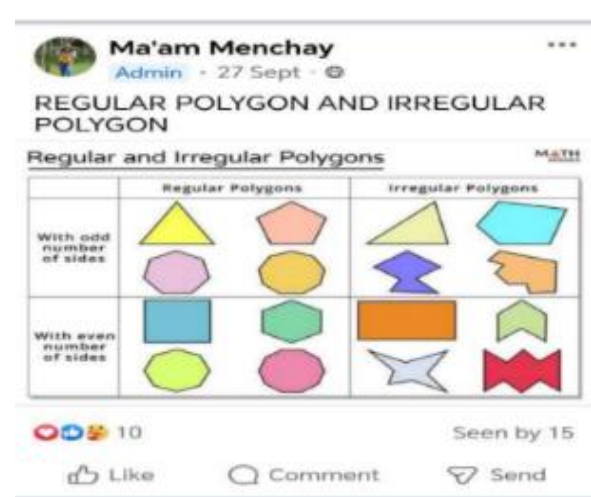 Ma'am Menchay
Admin · 27 Sept ·
REGULAR POLYGON AND IRREGULAR
POLYGON
Regular and Irregular Polygons
MATH
Regular Polygons
Irregular Polygons
With odd
number
of sides
With even
number
of sides
10
Seen by 15
Like
Comment
Send